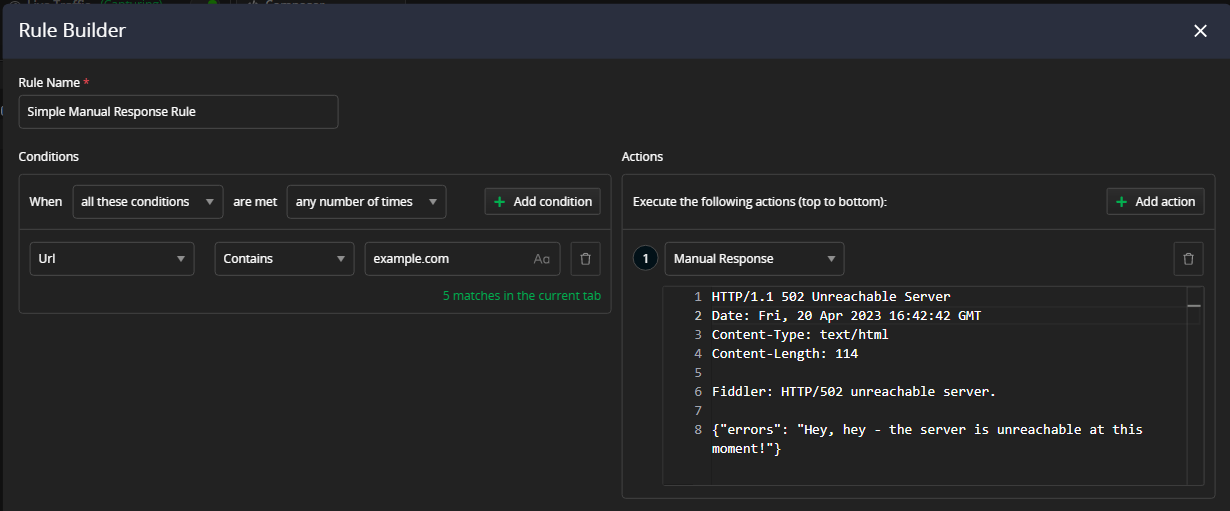 Live Traffic (Capturing) Composer
Rule Builder
Rule Name *
Simple Manual Response Rule
Conditions
When all these conditions are met any number of times + Add condition
Url Contains example.com Aa
5 matches in the current tab
Actions
Execute the following actions (top to bottom): + Add action
1 Manual Response
1 HTTP/1.1 502 Unreachable Server
2 Date: Fri, 20 Apr 2023 16:42:42 GMT
3 Content-Type: text/html
4 Content-Length: 114
5
6 Fiddler: HTTP/502 unreachable server.
7
8 {"errors": "Hey, hey - the server is unreachable at this
moment!"}